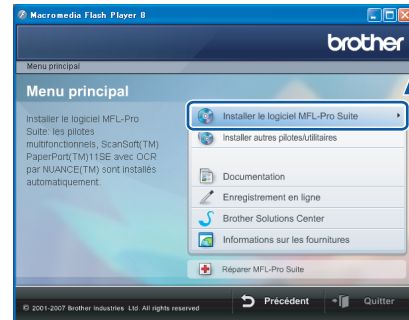 Macromedia Flash Player 8
brother
Menu principal
Menu principal
Installer le logiciel MFL-Pro
Suite: les pilotes
multifonctionnels, ScanSoft(TM)
PaperPort(TM)11SE avec OCR
par NUANCE(TM) sont installés
automatiquement.
Installer le logiciel MFL-Pro Suite
Installer autres pilotes/utilitaires
Documentation
Enregistrement en ligne
Brother Solutions Center
Informations sur les fournitures
Réparer MFL-Pro Suite
© 2001-2007 Brother Industries Ltd. All rights reserved
Précédent
Quitter